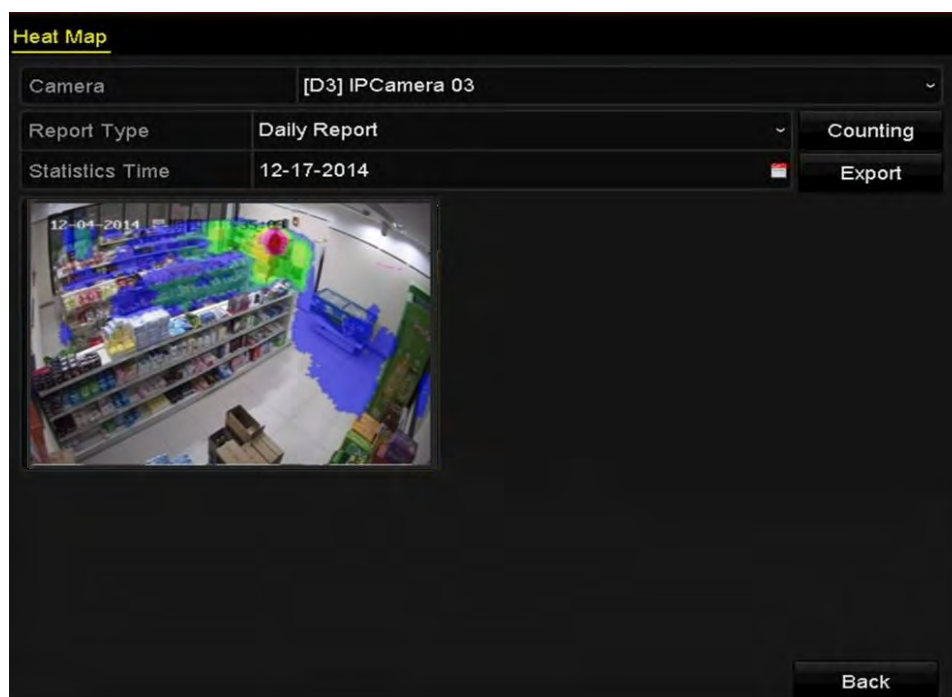 Heat Map
Camera [D3] IPCamera 03
Report Type Daily Report Counting
Statistics Time 12-17-2014 Export
12-04-2014
Back